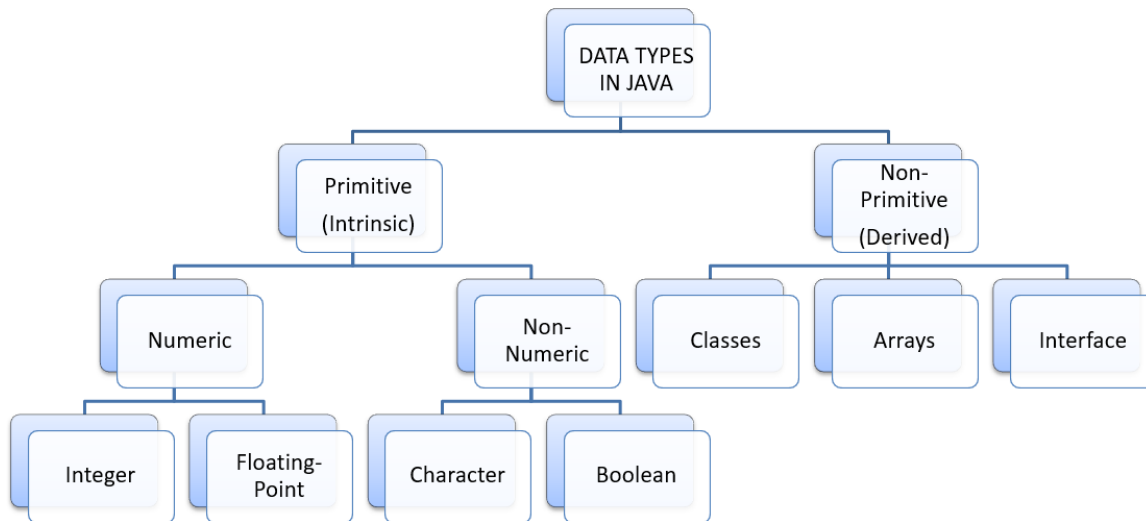 DATA TYPES
IN JAVA
Primitive
(Intrinsic)
Non-
Primitive
(Derived)
Numeric
Non-
Numeric
Classes
Arrays
Interface
Integer
Floating-
Point
Character
Boolean